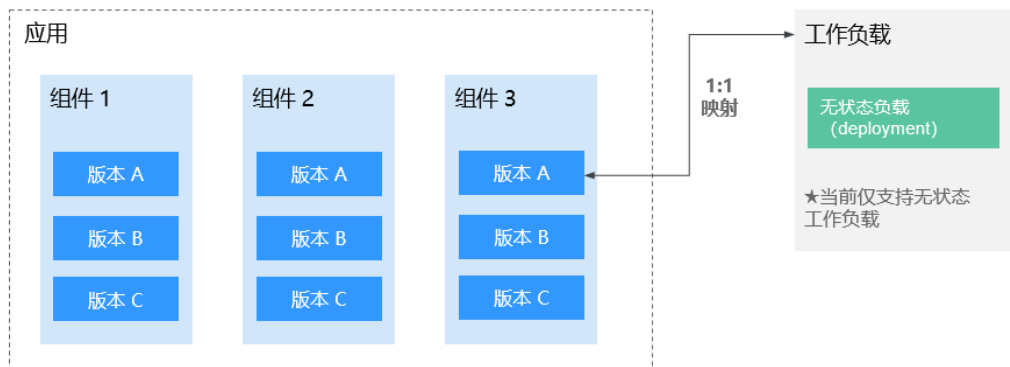 应用
组件 1
版本 A
版本 B
版本 C
组件 2
版本 A
版本 B
版本 C
组件 3
版本 A
版本 B
版本 C
1:1
映射
工作负载
无状态负载
（deployment）
★当前仅支持无状态
工作负载